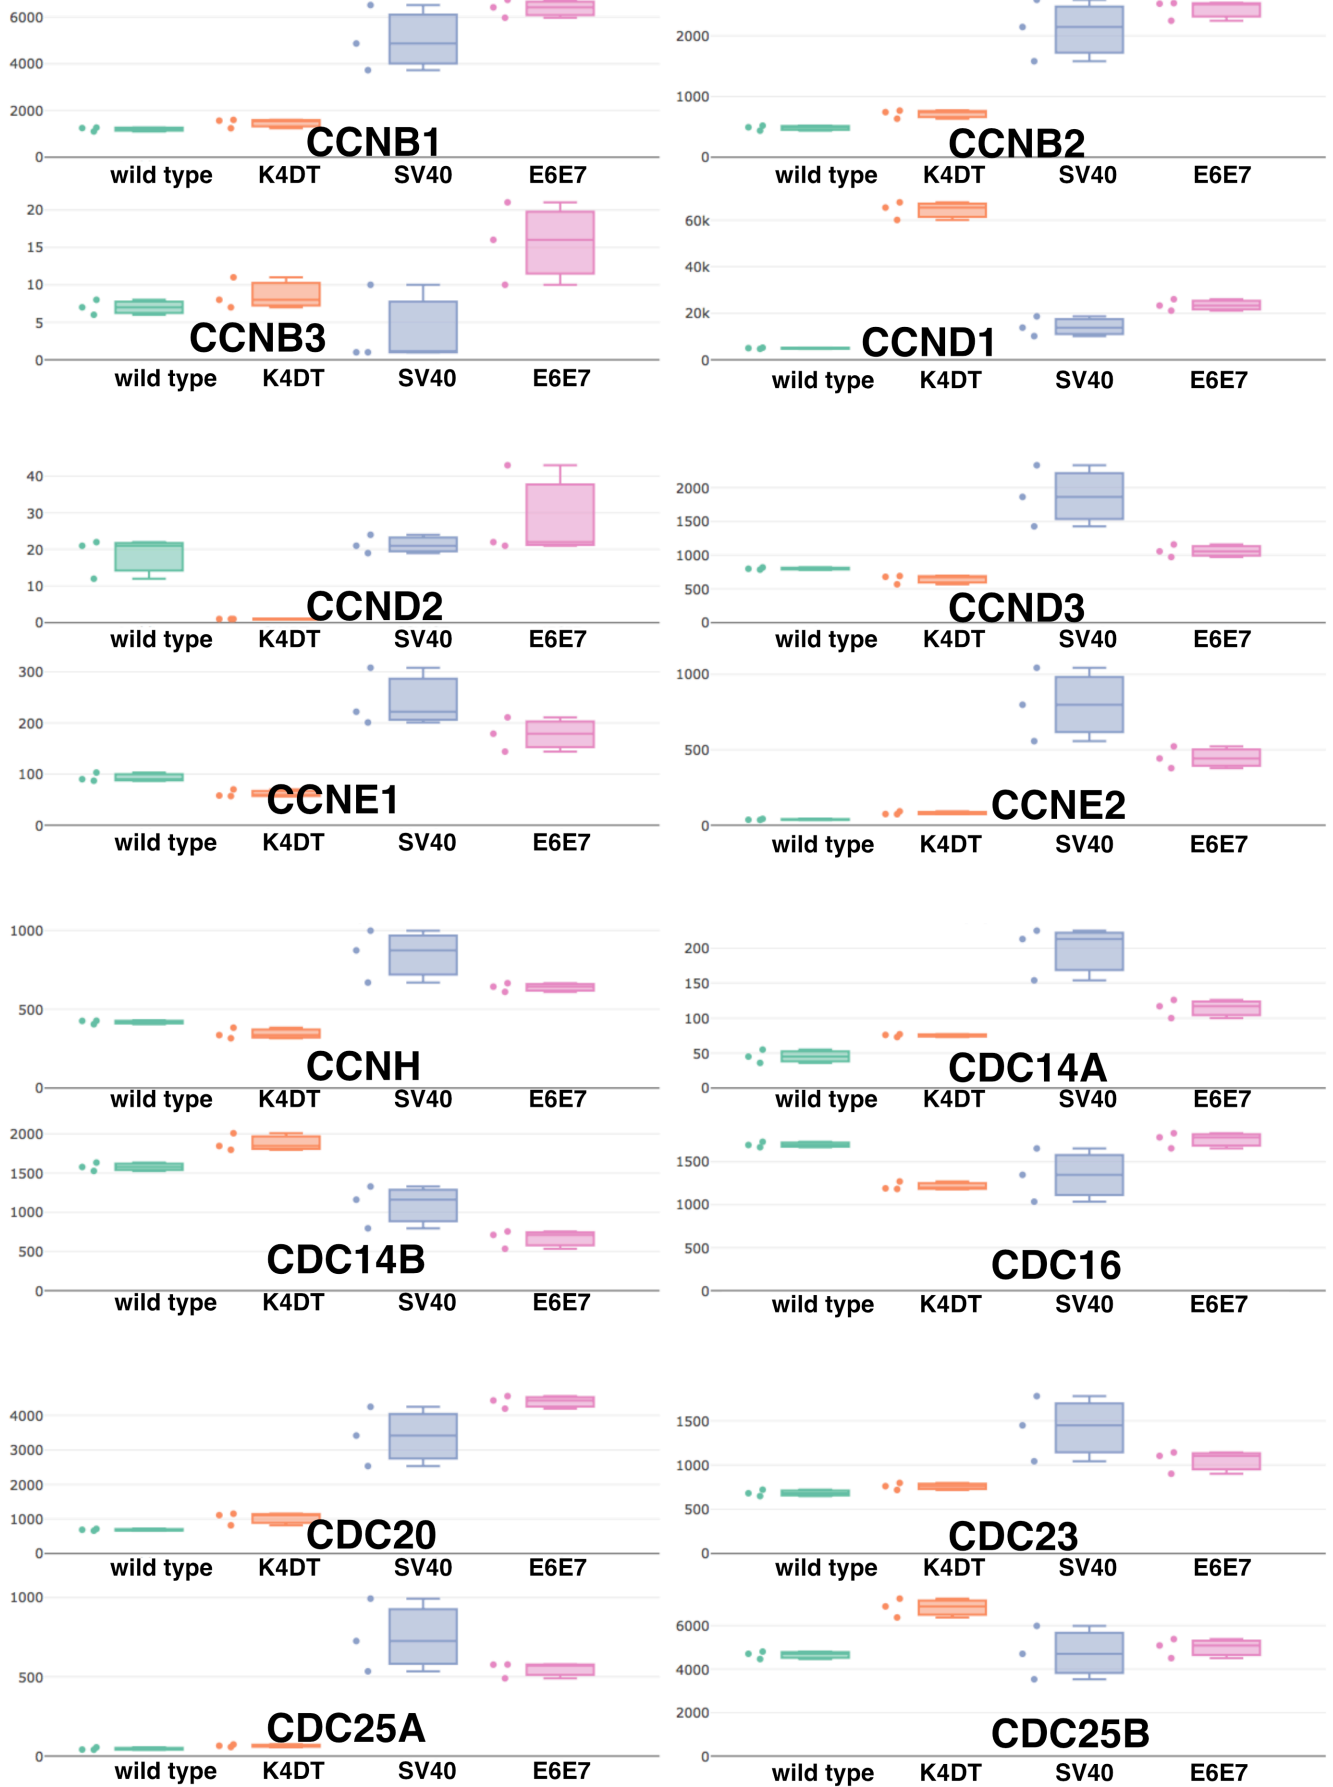 6000
4000
2000
0
CCNB1
wild type K4DT SV40 E6E7
2000
1000
0
CCNB2
wild type K4DT SV40 E6E7
20
15
10
5
0
CCNB3
wild type K4DT SV40 E6E7
60k
40k
20k
0
CCND1
wild type K4DT SV40 E6E7
40
30
20
10
0
CCND2
wild type K4DT SV40 E6E7
2000
1500
1000
500
0
CCND3
wild type K4DT SV40 E6E7
300
200
100
0
CCNE1
wild type K4DT SV40 E6E7
1000
500
0
CCNE2
wild type K4DT SV40 E6E7
1000
500
0
CCNH
wild type K4DT SV40 E6E7
200
150
100
50
0
CDC14A
wild type K4DT SV40 E6E7
2000
1500
1000
500
0
CDC14B
wild type K4DT SV40 E6E7
1500
1000
500
0
CDC16
wild type K4DT SV40 E6E7
4000
3000
2000
1000
0
CDC20
wild type K4DT SV40 E6E7
1500
1000
500
0
CDC23
wild type K4DT SV40 E6E7
1000
500
0
CDC25A
wild type K4DT SV40 E6E7
6000
4000
2000
0
CDC25B
wild type K4DT SV40 E6E7